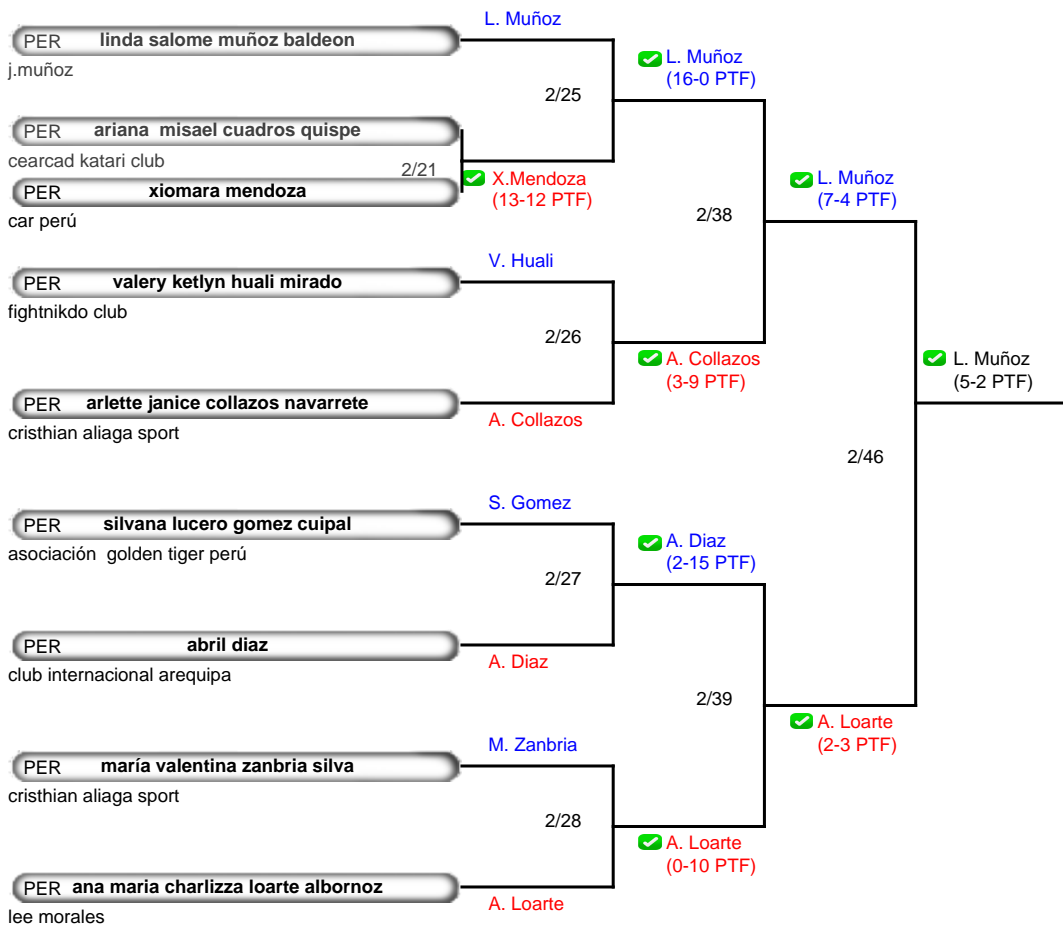 L. Muñoz
PER linda salome muñoz baldeon
j.muñoz
L. Muñoz
(16-0 PTF)
2/25
PER ariana  misael cuadros quispe
cearcad katari club
2/21
X.Mendoza
(13-12 PTF)
PER xiomara mendoza
car perú
L. Muñoz
(7-4 PTF)
2/38
V. Huali
PER valery ketlyn huali mirado
fightnikdo club
2/26
A. Collazos
(3-9 PTF)
L. Muñoz
(5-2 PTF)
PER arlette janice collazos navarrete
cristhian aliaga sport
A. Collazos
2/46
S. Gomez
PER silvana lucero gomez cuipal
asociación  golden tiger perú
A. Diaz
(2-15 PTF)
2/27
PER abril diaz
club internacional arequipa
A. Diaz
2/39
A. Loarte
(2-3 PTF)
M. Zanbria
PER maría valentina zanbria silva
cristhian aliaga sport
2/28
A. Loarte
(0-10 PTF)
PER ana maria charlizza loarte albornoz
lee morales
A. Loarte